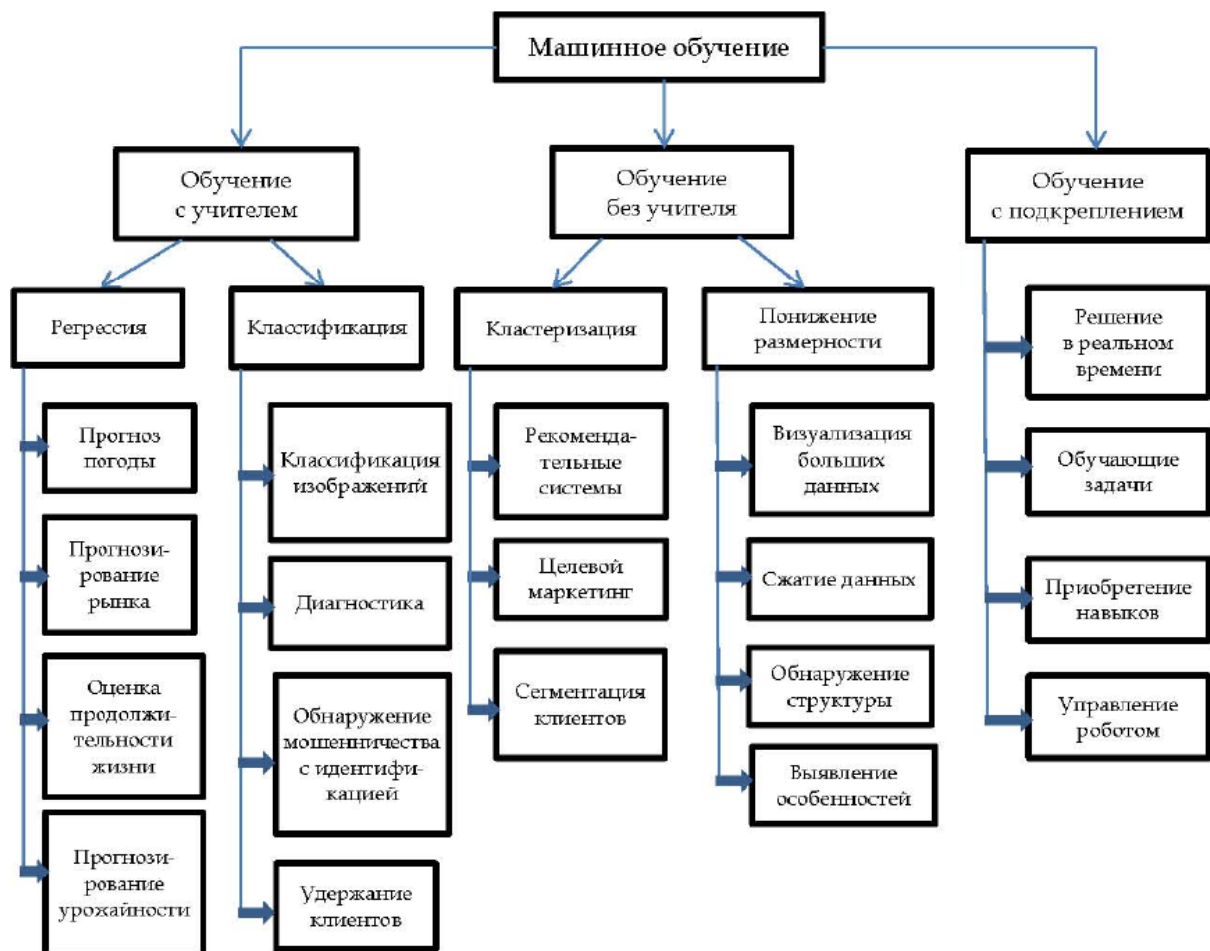 Машинное обучение
Обучение
с учителем
Обучение
без учителя
Обучение
с подкреплением
Регрессия
Классификация
Кластеризация
Понижение
размерности
Прогноз
погоды
Прогнози-
рование
рынка
Оценка
продолжи-
тельности
жизни
Прогнози-
рование
урожайности
Классификация
изображений
Диагностика
Обнаружение
мошенничества
с идентифи-
кацией
Удержание
клиентов
Рекоменда-
тельные
системы
Целевой
маркетинг
Сегментация
клиентов
Визуализация
больших
данных
Сжатие данных
Обнаружение
структуры
Выявление
особенностей
Решение
в реальном
времени
Обучающие
задачи
Приобретение
навыков
Управление
роботом